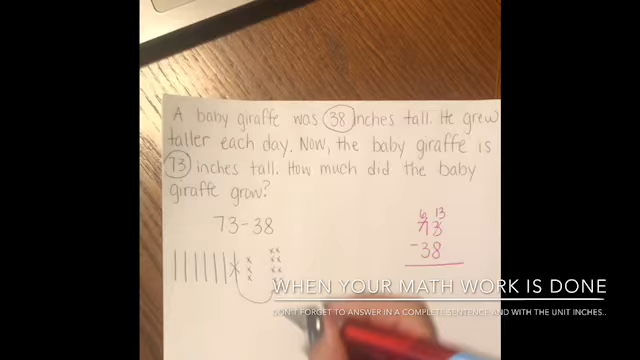 A baby giraffe was 38 inches tall. He grew
taller each day. Now, the baby giraffe is
73 inches tall. How much did the baby
giraffe grow?
73-38
6 13
73
-38
WHEN YOUR MATH WORK IS DONE
DON'T FORGET TO ANSWER IN A COMPLETE SENTENCE AND WITH THE UNIT INCHES..